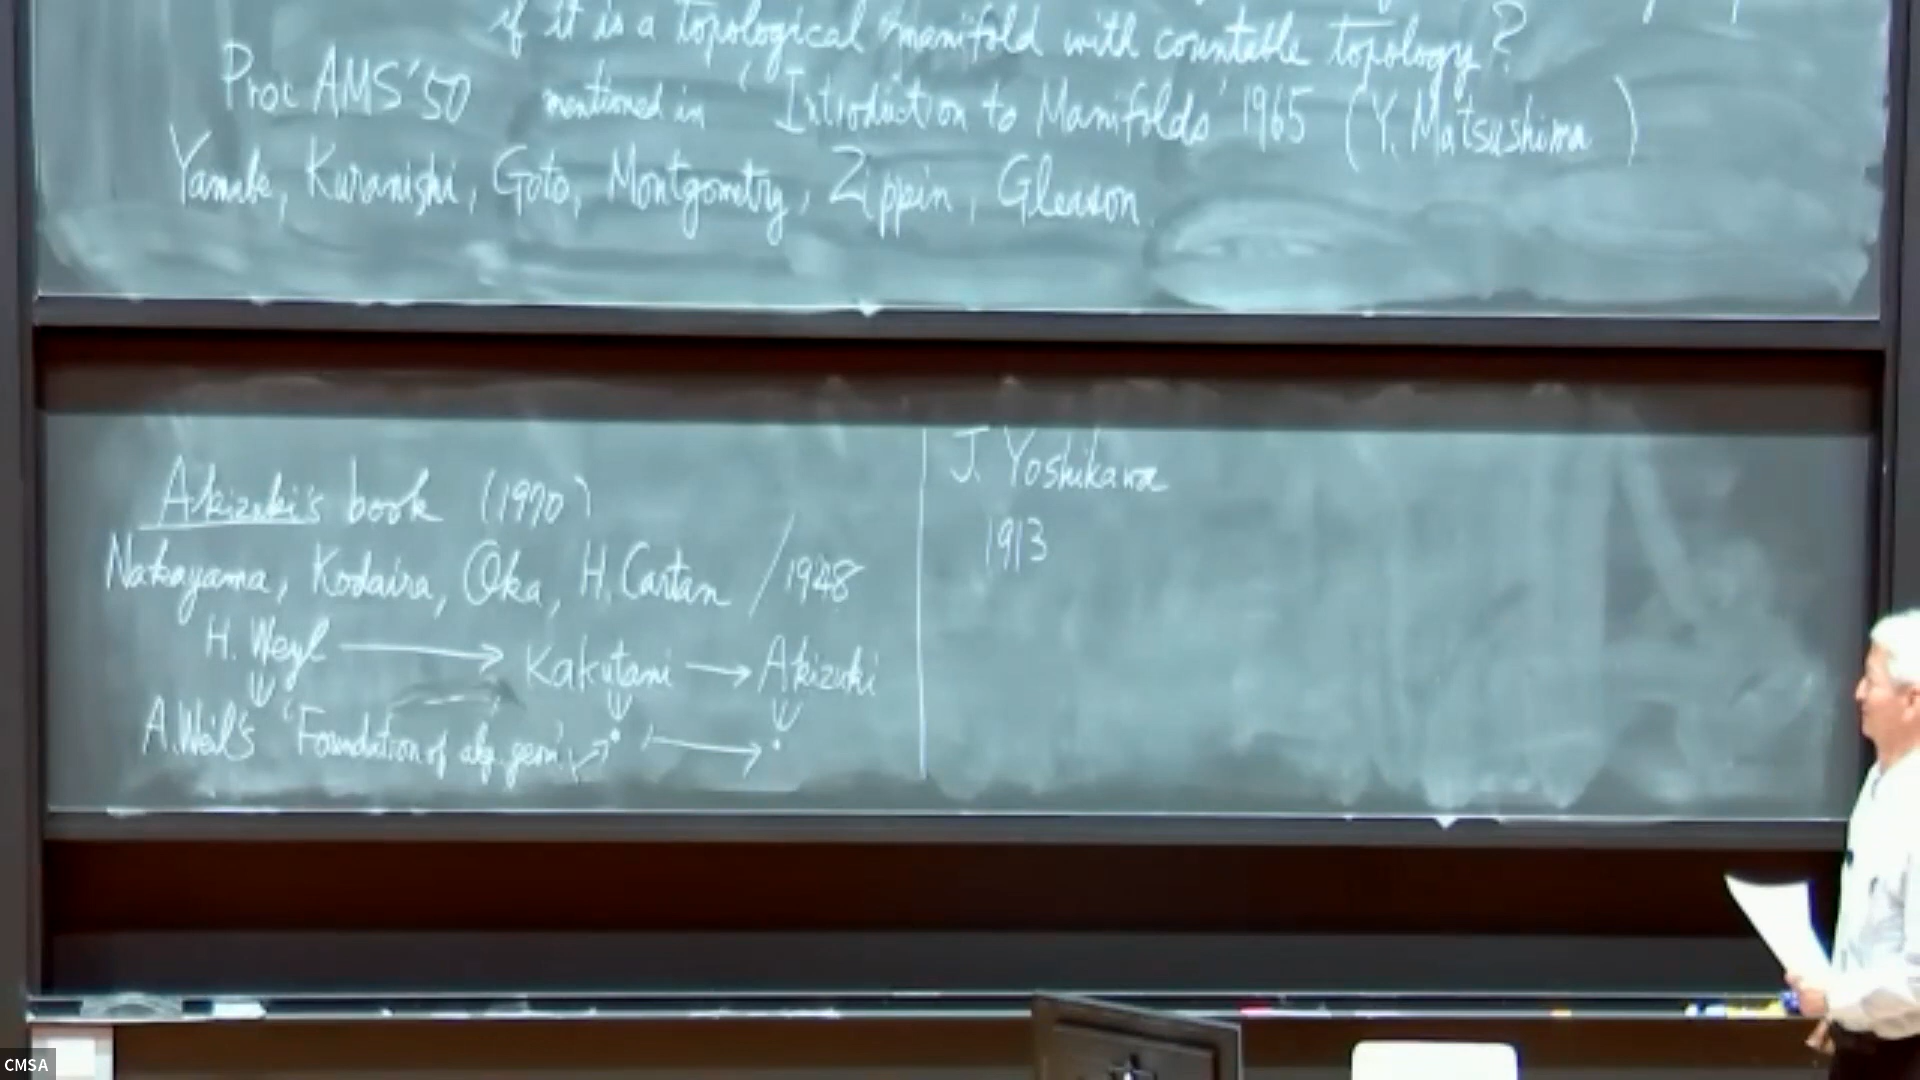 if it is a topological manifold with countable topology?
Proc AMS '50 mentioned in 'Introduction to Manifolds' 1965 (Y. Matsushima)
Yamabe, Kuranishi, Goto, Montgometry, Zippin, Gleason.
Akizuki's book (1970)
Nakayama, Kodaira, Oka, H. Cartan / 1948
H. Weyl → Kakutani → Akizuki
A. Weil's 'Foundation of alg. geom'
J. Yoshikawa
1913
CMSA